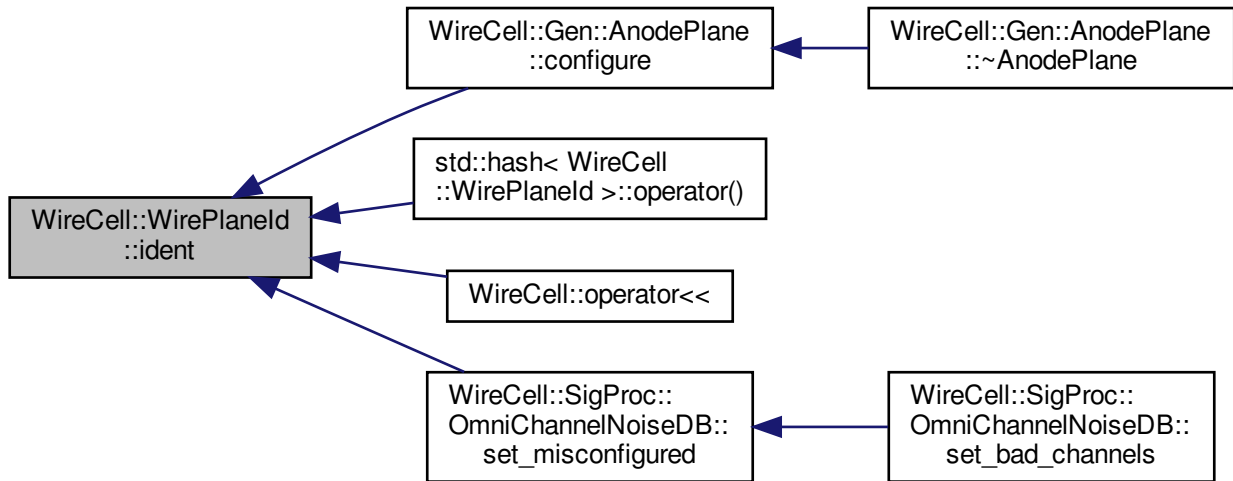 WireCell::WirePlaneId
::ident
WireCell::Gen::AnodePlane
::configure
WireCell::Gen::AnodePlane
::~AnodePlane
std::hash< WireCell
::WirePlaneId >::operator()
WireCell::operator<<
WireCell::SigProc::
OmniChannelNoiseDB::
set_misconfigured
WireCell::SigProc::
OmniChannelNoiseDB::
set_bad_channels